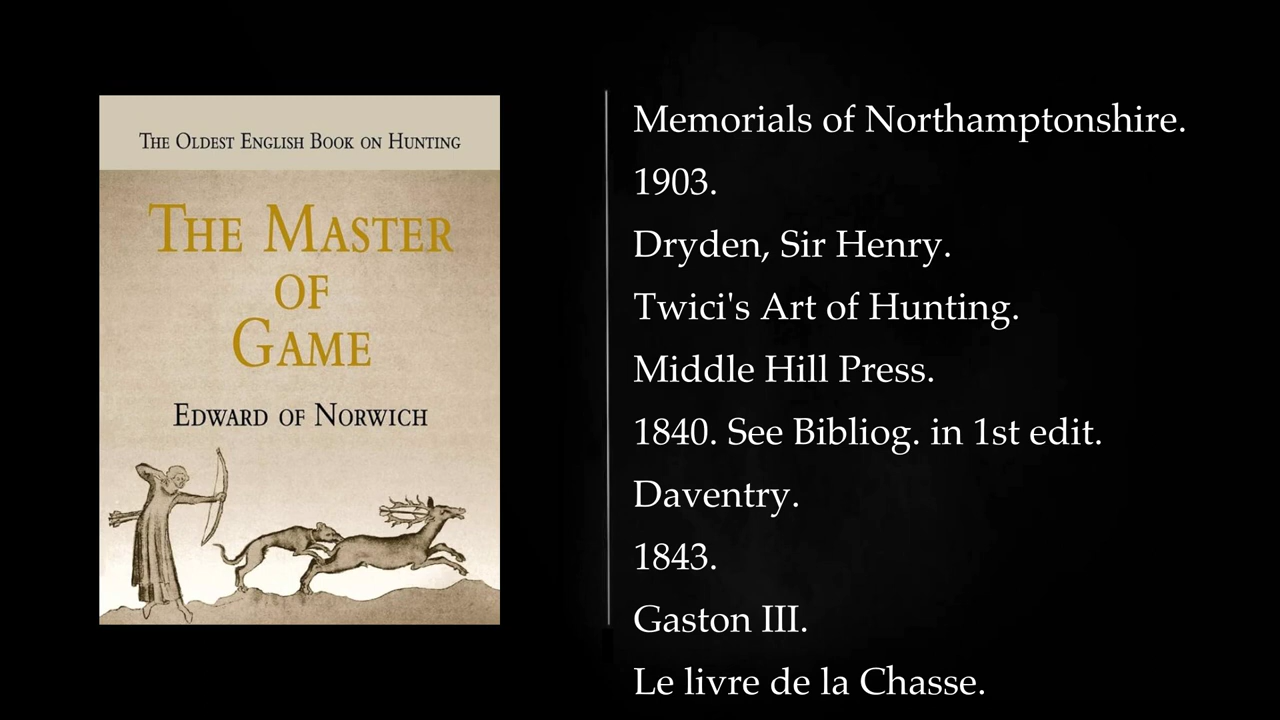 The Oldest English Book on Hunting
The Master
of
Game
Edward of Norwich
Memorials of Northamptonshire.
1903.
Dryden, Sir Henry.
Twici's Art of Hunting.
Middle Hill Press.
1840. See Bibliog. in 1st edit.
Daventry.
1843.
Gaston III.
Le livre de la Chasse.